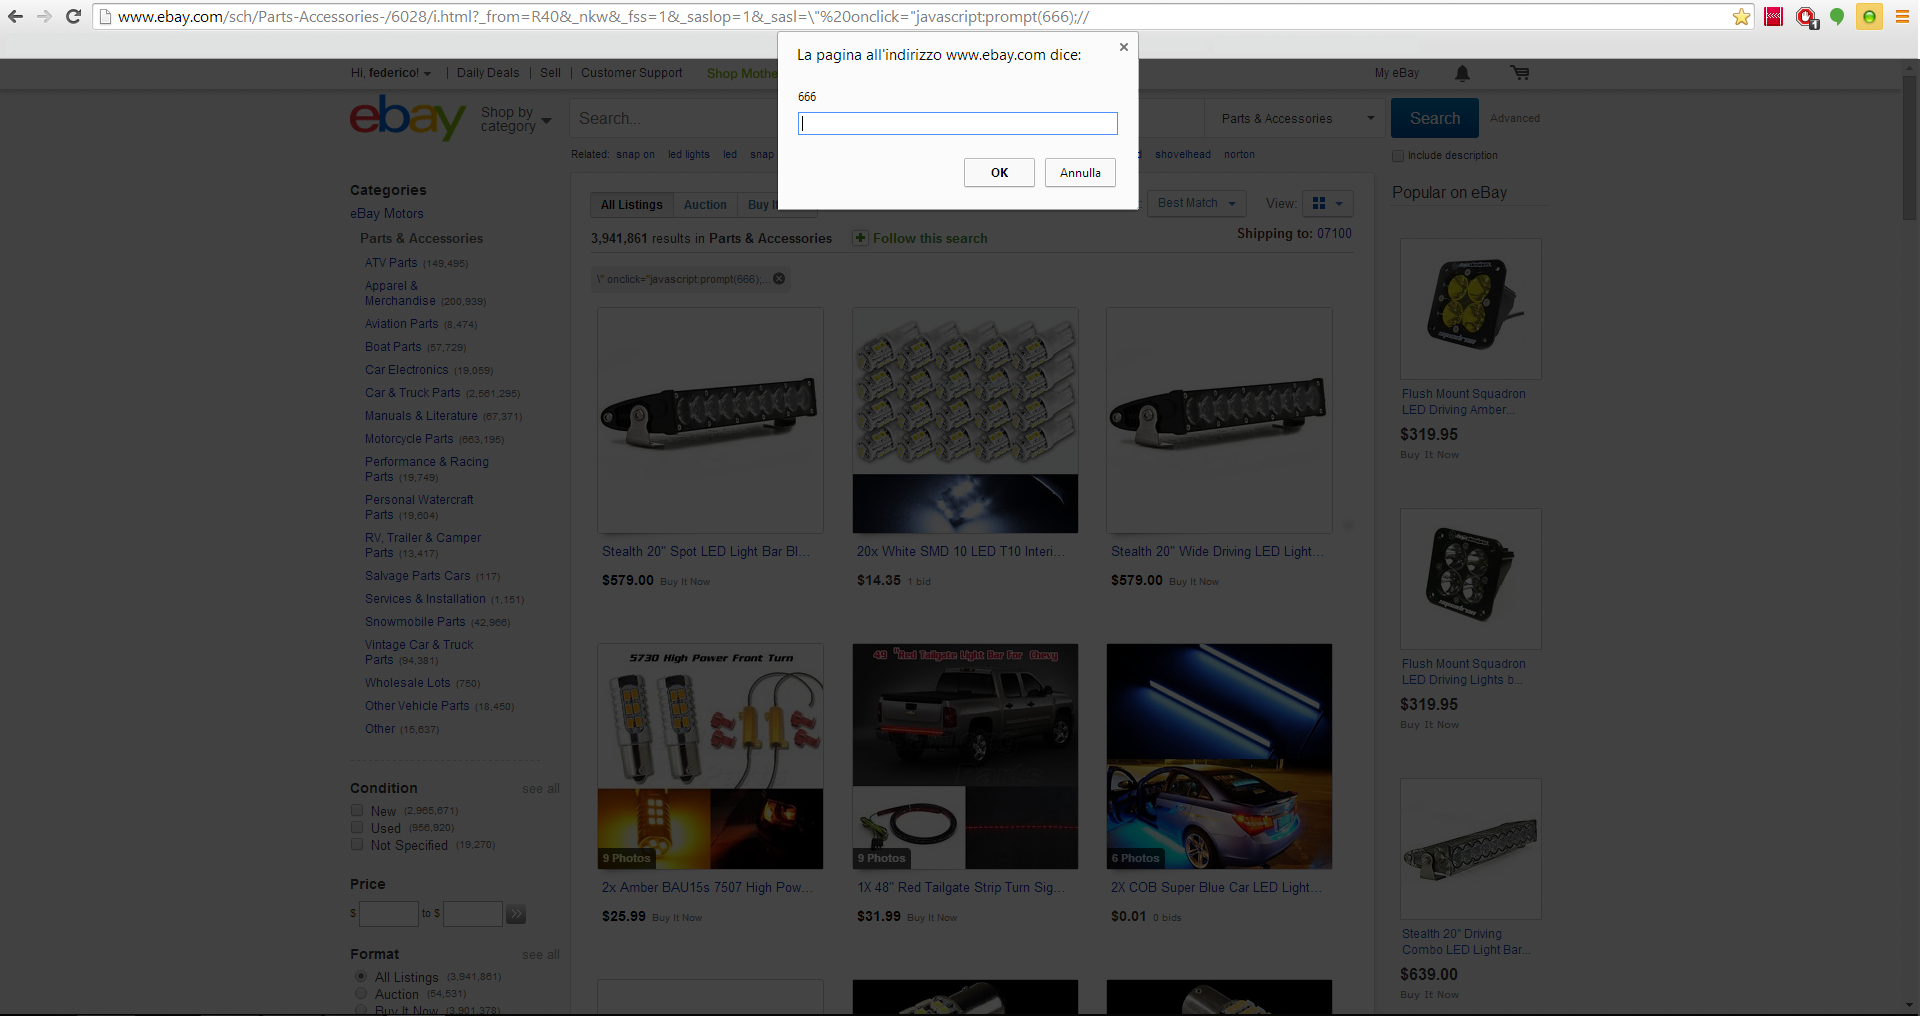 www.ebay.com/sch/Parts-Accessories-/6028/i.html?_from=R40&_nkw&_fss=1&_saslop=1&_sasl=\"%20onclick="javascript:prompt(666);//
La pagina all'indirizzo www.ebay.com dice:
666
OK Annulla
Hi, federico! Daily Deals Sell Customer Support Shop Mothe My eBay
ebay Shop by category Search... Parts & Accessories Search Advanced
Related: snap on led lights led snap shovelhead norton Include description
Categories
eBay Motors
Parts & Accessories
ATV Parts (149,495)
Apparel &
Merchandise (200,939)
Aviation Parts (8,474)
Boat Parts (57,729)
Car Electronics (19,059)
Car & Truck Parts (2,561,295)
Manuals & Literature (67,371)
Motorcycle Parts (663,195)
Performance & Racing
Parts (19,749)
Personal Watercraft
Parts (19,604)
RV, Trailer & Camper
Parts (13,417)
Salvage Parts Cars (117)
Services & Installation (1,151)
Snowmobile Parts (42,966)
Vintage Car & Truck
Parts (94,381)
Wholesale Lots (750)
Other Vehicle Parts (18,450)
Other (15,637)
Condition see all
New (2,965,671)
Used (956,920)
Not Specified (19,270)
Price
$ to $
Format see all
All Listings (3,941,861)
Auction (54,531)
Buy It Now (3,901,378)
All Listings Auction Buy It Best Match View:
3,941,861 results in Parts & Accessories Follow this search Shipping to: 07100
\" onclick="javascript:prompt(666);...
Stealth 20" Spot LED Light Bar Bl...
$579.00 Buy It Now
20x White SMD 10 LED T10 Interi...
$14.35 1 bid
Stealth 20" Wide Driving LED Light...
$579.00 Buy It Now
5730 High Power Front Turn
9 Photos
2x Amber BAU15s 7507 High Pow...
$25.99 Buy It Now
49 "Red Tailgate Light Bar For Chevy
9 Photos
1X 48" Red Tailgate Strip Turn Sig...
$31.99 Buy It Now
6 Photos
2X COB Super Blue Car LED Light...
$0.01 0 bids
Popular on eBay
Flush Mount Squadron
LED Driving Amber...
$319.95
Buy It Now
Flush Mount Squadron
LED Driving Lights b...
$319.95
Buy It Now
Stealth 20" Driving
Combo LED Light Bar...
$639.00
Buy It Now